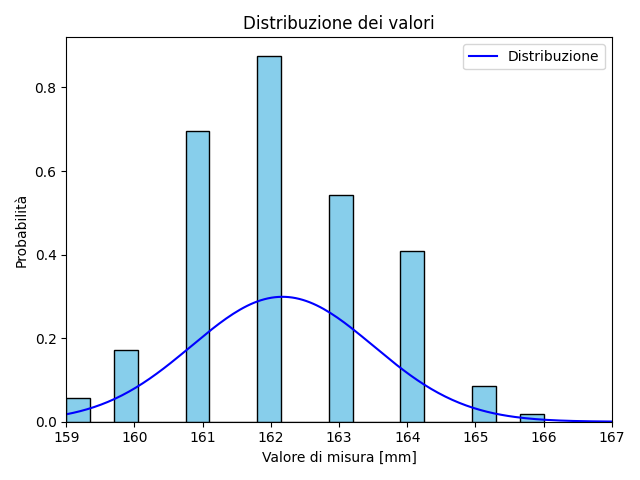 Distribuzione dei valori
Distribuzione
Probabilità
0.8
0.6
0.4
0.2
0.0
159 160 161 162 163 164 165 166 167
Valore di misura [mm]